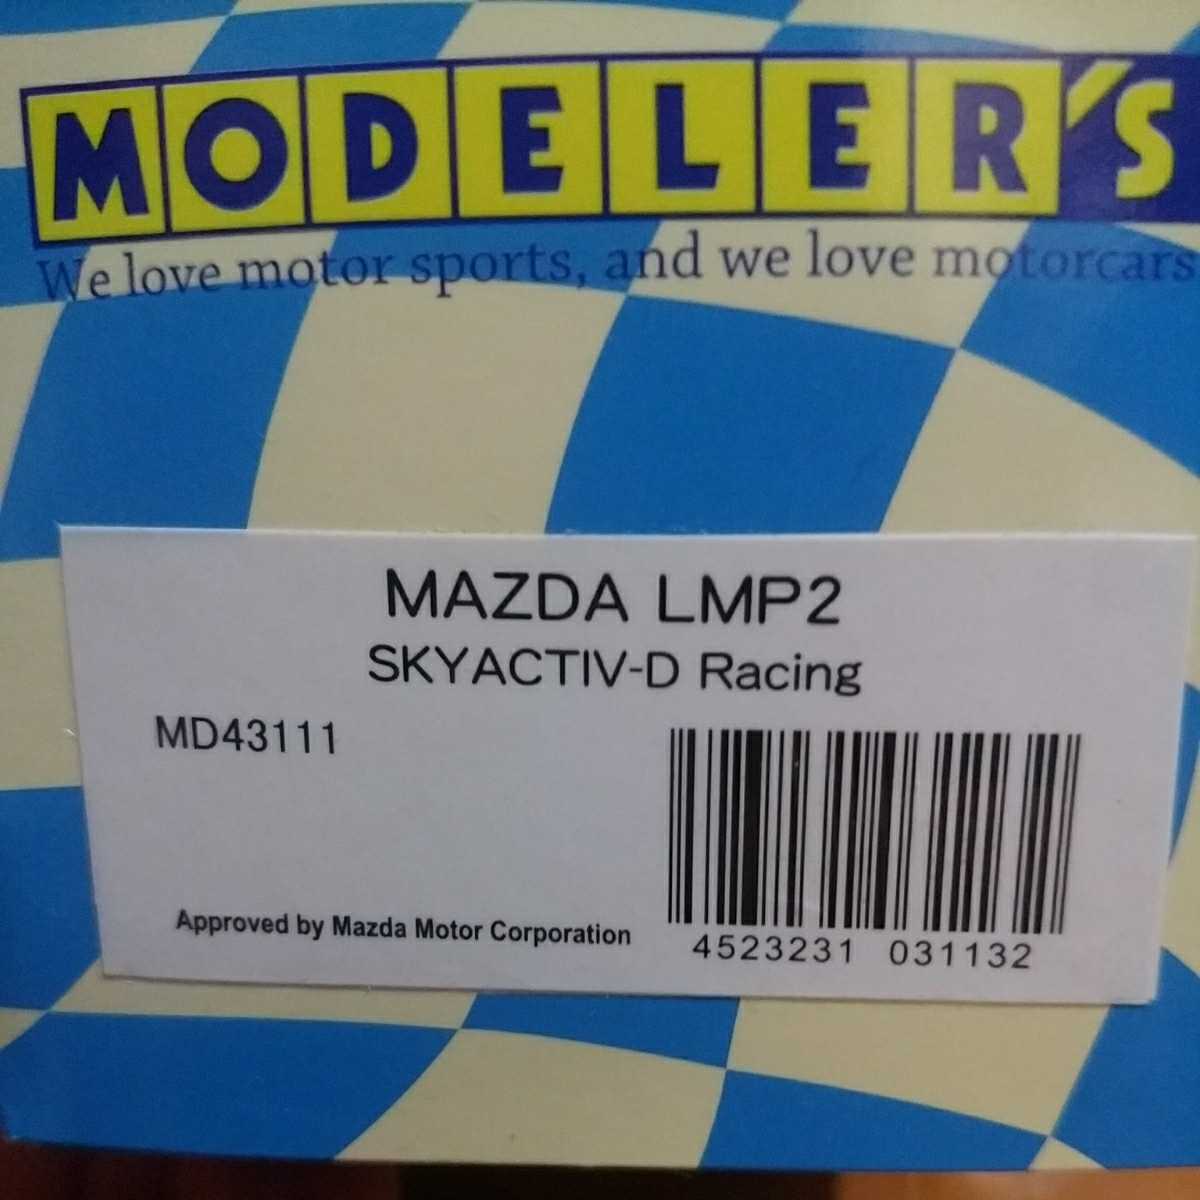 MODELER'S
We love motor sports, and we love motorcars
MAZDA LMP2
SKYACTIV-D Racing
MD43111
Approved by Mazda Motor Corporation
4523231 031132